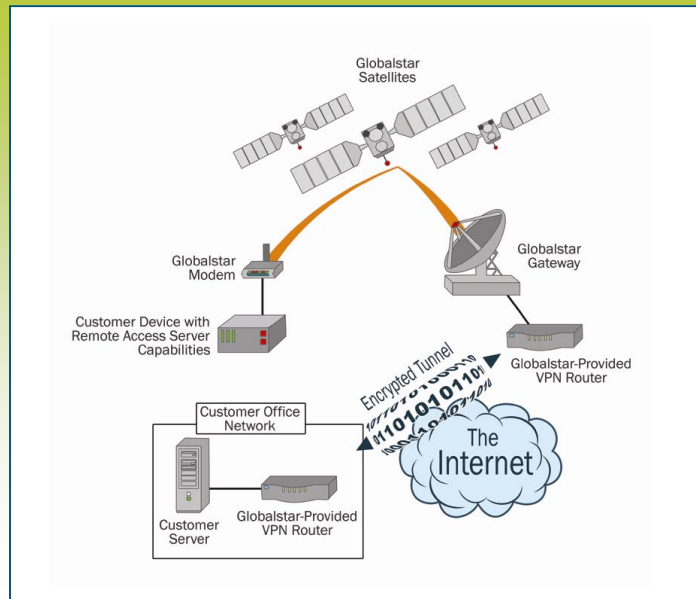 Globalstar
Satellites
Globalstar
Modem
Globalstar
Gateway
Customer Device with
Remote Access Server
Capabilities
Globalstar-Provided
VPN Router
Encrypted Tunnel
The
Internet
Customer Office
Network
Customer
Server
Globalstar-Provided
VPN Router